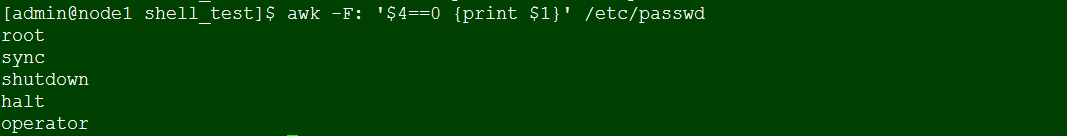 [admin@node1 shell_test]$ awk -F: '$4==0 {print $1}' /etc/passwd
root
sync
shutdown
halt
operator